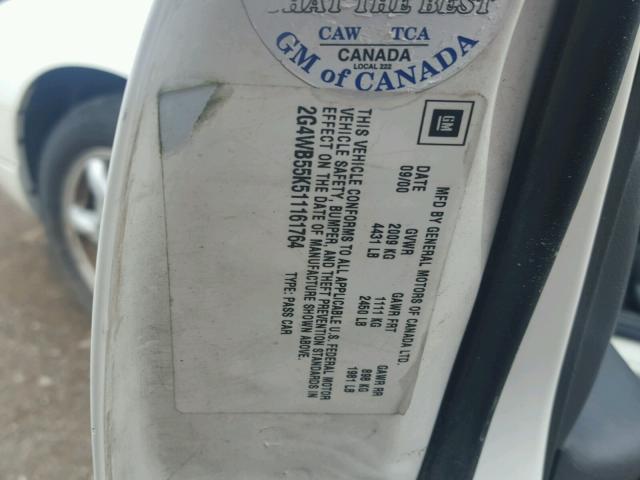 THAT THE BEST
CAW TCA
CANADA
LOCAL 222
GM of CANADA
GM
MFD BY GENERAL MOTORS OF CANADA LTD.
DATE GVWR GAWR FRT GAWR RR
09/00 2009 KG 1111 KG 898 KG
4431 LB 2450 LB 1981 LB
THIS VEHICLE CONFORMS TO ALL APPLICABLE U.S. FEDERAL MOTOR
VEHICLE SAFETY, BUMPER, AND THEFT PREVENTION STANDARDS IN
EFFECT ON THE DATE OF MANUFACTURE SHOWN ABOVE.
2G4WB55K511161764 TYPE: PASS CAR